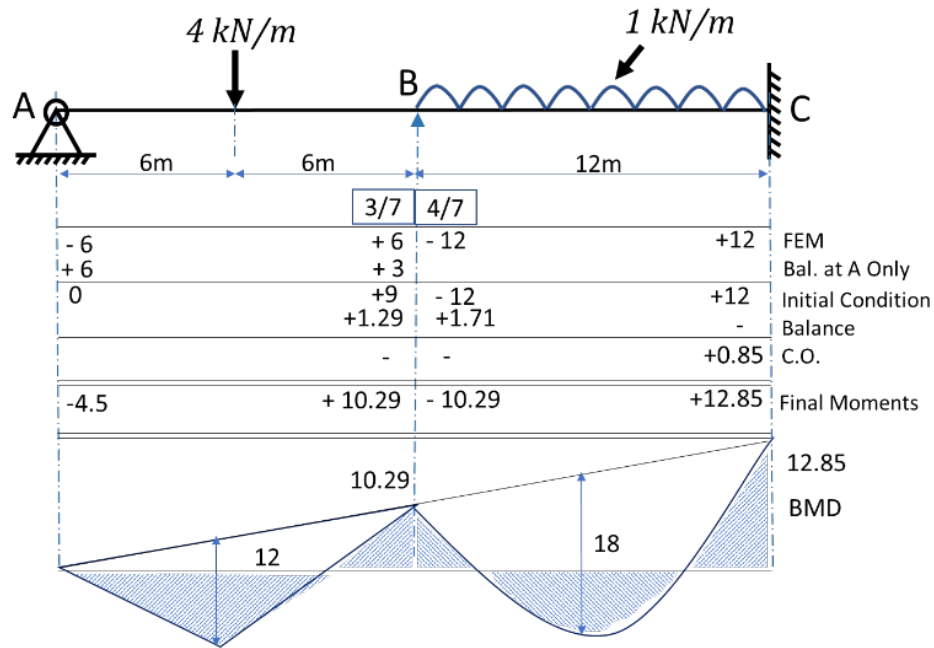 4 kN/m
1 kN/m
A
B
C
6m
6m
12m
3/7 4/7
- 6 + 6 - 12 +12 FEM
+ 6 + 3 Bal. at A Only
0 +9 - 12 +12 Initial Condition
+1.29 +1.71 - Balance
- - +0.85 C.O.
-4.5 + 10.29 - 10.29 +12.85 Final Moments
12.85
10.29
BMD
12
18